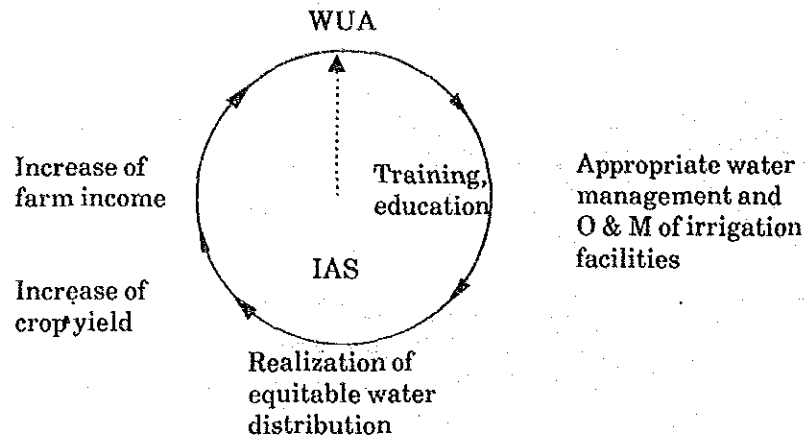 WUA
Training,
education
Appropriate water
management and
O & M of irrigation
facilities
IAS
Realization of
equitable water
distribution
Increase of
crop yield
Increase of
farm income